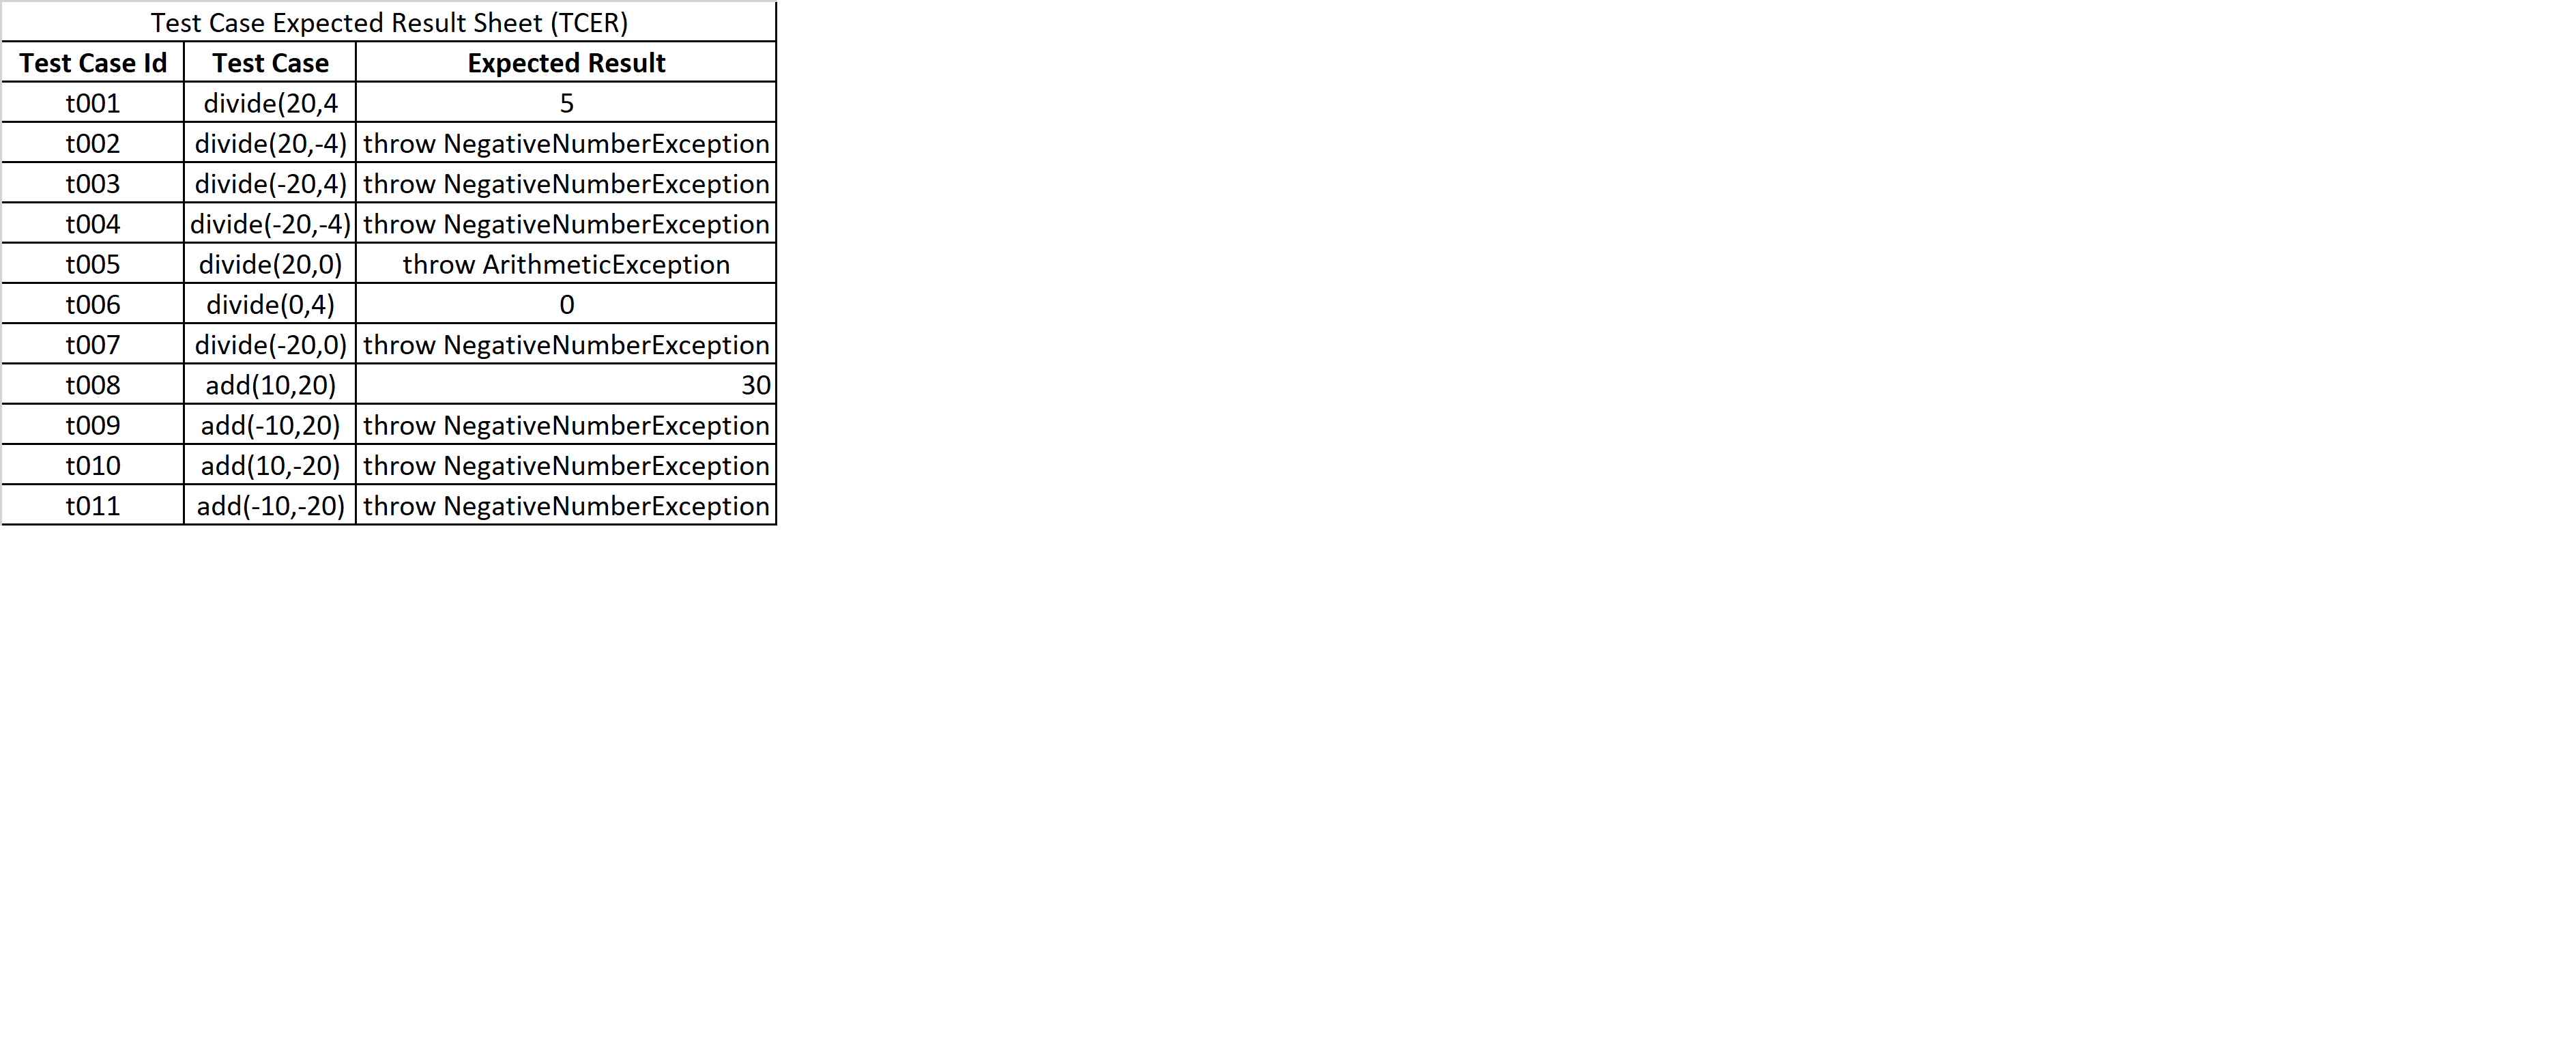 Test Case Expected Result Sheet (TCER)
Test Case Id Test Case Expected Result
t001 divide(20,4 5
t002 divide(20,-4) throw NegativeNumberException
t003 divide(-20,4) throw NegativeNumberException
t004 divide(-20,-4) throw NegativeNumberException
t005 divide(20,0) throw ArithmeticException
t006 divide(0,4) 0
t007 divide(-20,0) throw NegativeNumberException
t008 add(10,20) 30
t009 add(-10,20) throw NegativeNumberException
t010 add(10,-20) throw NegativeNumberException
t011 add(-10,-20) throw NegativeNumberException